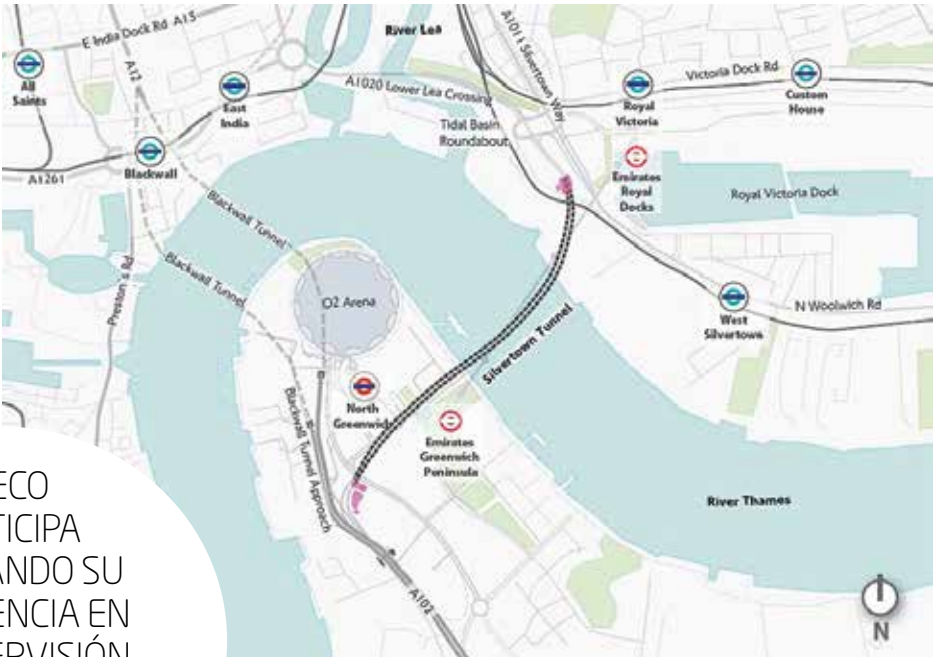 E India Dock Rd A13
River Lea
A1011 Silvertown Way
A12
All
Saints
East
India
A1020 Lower Lea Crossing
Royal
Victoria
Victoria Dock Rd
Custom
House
Tidal Basin
Roundabout
Blackwall
A1261
Emirates
Royal
Docks
Royal Victoria Dock
Blackwall Tunnel
Blackwall Tunnel
Preston's Rd
O2 Arena
West
Silvertown
N Woolwich Rd
Silvertown Tunnel
North
Greenwich
Blackwall Tunnel Approach
Emirates
Greenwich
Peninsula
River Thames
A102
N
ECO
TICIPA
ANDO SU
ENCIA EN
ERVISIÓN